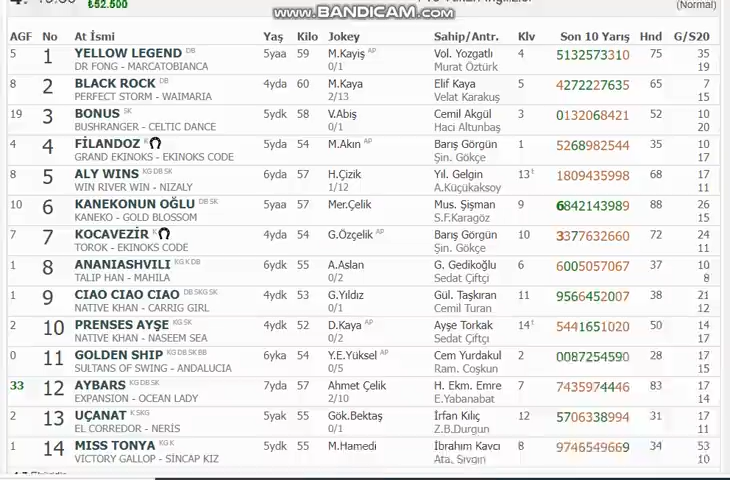 ₺52.500
WWW.BANDICAM.COM
(Normal)
AGF No At İsmi Yaş Kilo Jokey Sahip/Antr. Klv Son 10 Yarış Hnd G/S20
5 1 YELLOW LEGEND DB 5yaa 59 M.Kayiş AP Vol. Yozgatlı 4 5132573310 75 35
DR FONG - MARCATOBIANCA 0/1 Murat Öztürk 19
8 2 BLACK ROCK DB 4yda 60 M.Kaya Elif Kaya 5 4272227635 65 7
PERFECT STORM - WAIMARIA 2/13 Velat Karakuş 15
19 3 BONUS SK 5ydk 58 V.Abiş Cemil Akgül 3 0132068421 52 10
BUSHRANGER - CELTIC DANCE 0/1 Hacı Altunbaş 20
4 4 FİLANDOZ K 5yda 54 M.Akın AP Barış Görgün 1 5268982544 35 10
GRAND EKINOKS - EKINOKS CODE Şin. Gökçe 17
8 5 ALY WINS KG DB SK 6yda 57 H.Çizik Yıl. Gelgin 13t 1809435998 68 17
WIN RIVER WIN - NIZALY 1/12 A.Küçükaksoy 11
10 6 KANEKONUN OĞLU DB SK 5yaa 57 Mer.Çelik Mus. Şişman 9 6842143989 88 26
KANEKO - GOLD BLOSSOM S.F.Karagöz 15
7 7 KOCAVEZİR K 4yda 54 G.Özçelik AP Barış Görgün 10 3377632660 72 24
TOROK - EKINOKS CODE Şin. Gökçe 11
1 8 ANANIASHVILI KG K DB 6ydk 55 A.Aslan G. Gedikoğlu 6 6005057067 37 10
TALIP HAN - MAHILA 0/2 Sedat Çiftçi 8
1 9 CIAO CIAO CIAO DB SKG SK 4ydk 53 G.Yıldız Gül. Taşkıran 11 9566452007 38 21
NATIVE KHAN - CARRIG GIRL 0/1 Cemil Turan 12
2 10 PRENSES AYŞE KG SK 4ydk 52 D.Kaya AP Ayşe Torkak 14t 5441651020 50 14
NATIVE KHAN - NASEEM SEA 0/2 Sedat Çiftçi 17
0 11 GOLDEN SHIP KG DB SK BB 6yka 54 Y.E.Yüksel AP Cem Yurdakul 2 0087254590 28 17
SULTANS OF SWING - ANDALUCIA 0/5 Ram. Coşkun 15
33 12 AYBARS KG DB SK 7yda 57 Ahmet Çelik H. Ekm. Emre 7 7435974446 83 17
EXPANSION - OCEAN LADY 2/10 E.Yabanabat 14
2 13 UÇANAT K SKG 5yak 55 Gök.Bektaş İrfan Kılıç 12 5706338994 31 17
EL CORREDOR - NERİS 0/1 Z.B.Durgun 11
1 14 MISS TONYA KG K 5ydk 55 M.Hamedi İbrahim Kavcı 8 9746549669 34 53
VICTORY GALLOP - SİNCAP KIZ Ata. Şivgın 10